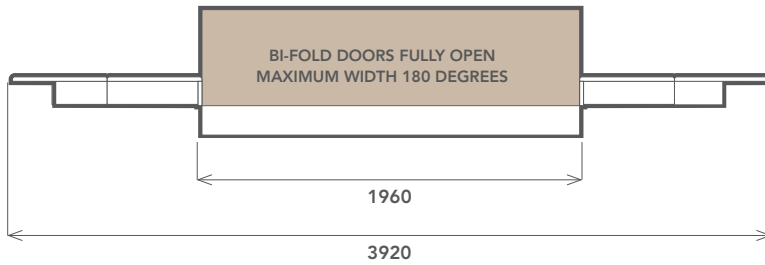 BI-FOLD DOORS FULLY OPEN
MAXIMUM WIDTH 180 DEGREES
1960
3920